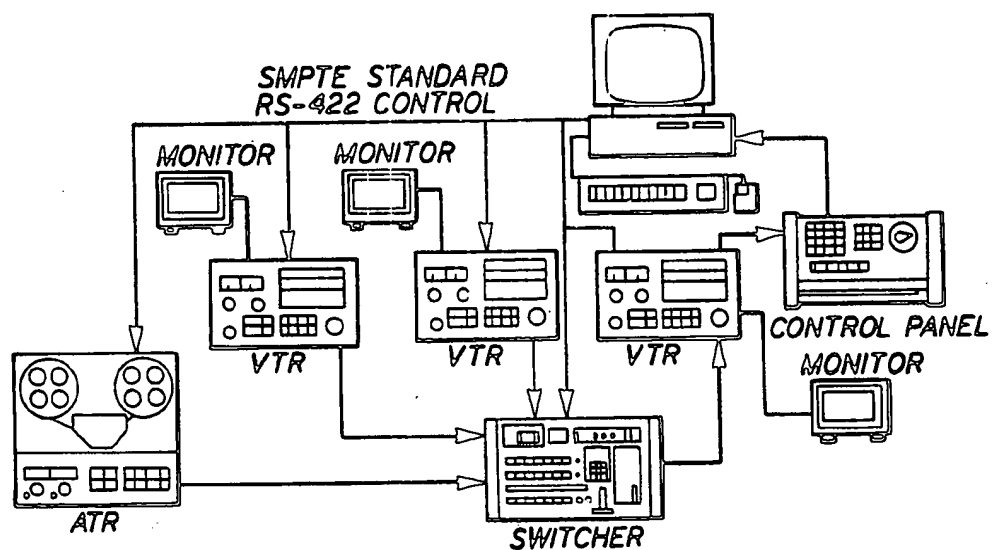 SMPTE STANDARD
RS-422 CONTROL
MONITOR
MONITOR
VTR
VTR
VTR
CONTROL PANEL
MONITOR
ATR
SWITCHER